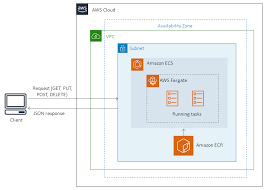 aws
AWS Cloud
Availability Zone
VPC
Subnet
Amazon ECS
AWS Fargate
Request (GET, PUT,
POST, DELETE)
Running tasks
Client
JSON response
Amazon ECR